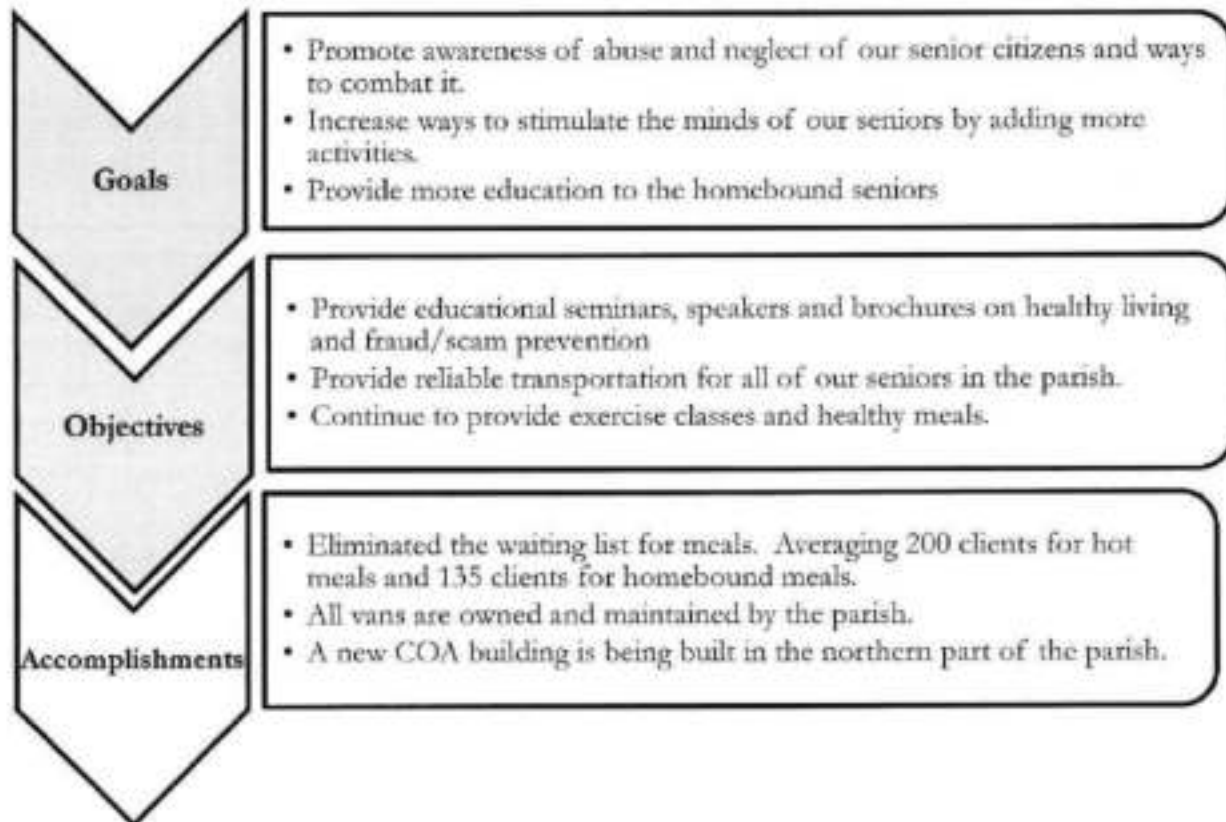 Goals
• Promote awareness of abuse and neglect of our senior citizens and ways
to combat it.
• Increase ways to stimulate the minds of our seniors by adding more
activities.
• Provide more education to the homebound seniors
Objectives
• Provide educational seminars, speakers and brochures on healthy living
and fraud/scam prevention
• Provide reliable transportation for all of our seniors in the parish.
• Continue to provide exercise classes and healthy meals.
Accomplishments
• Eliminated the waiting list for meals.  Averaging 200 clients for hot
meals and 135 clients for homebound meals.
• All vans are owned and maintained by the parish.
• A new COA building is being built in the northern part of the parish.